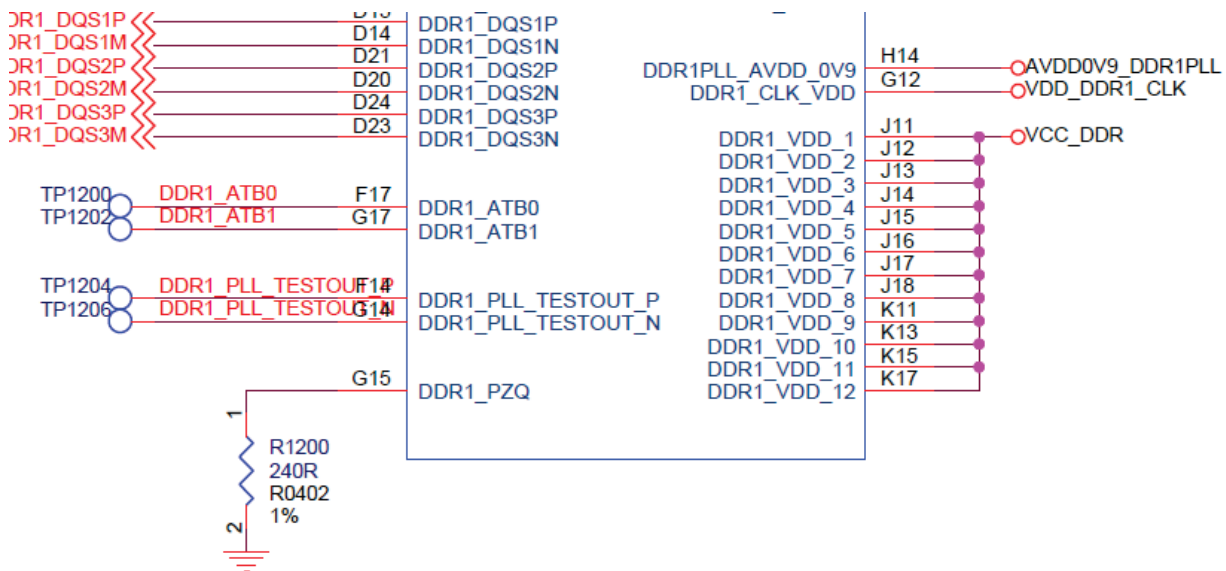 DR1_DQS1P D15 DDR1_DQS1P
DR1_DQS1M D14 DDR1_DQS1N
DR1_DQS2P D21 DDR1_DQS2P
DR1_DQS2M D20 DDR1_DQS2N
DR1_DQS3P D24 DDR1_DQS3P
DR1_DQS3M D23 DDR1_DQS3N
DDR1PLL_AVDD_0V9 H14 AVDD0V9_DDR1PLL
DDR1_CLK_VDD G12 VDD_DDR1_CLK
DDR1_VDD_1 J11 VCC_DDR
DDR1_VDD_2 J12
DDR1_VDD_3 J13
DDR1_VDD_4 J14
DDR1_VDD_5 J15
DDR1_VDD_6 J16
DDR1_VDD_7 J17
DDR1_VDD_8 J18
DDR1_VDD_9 K11
DDR1_VDD_10 K13
DDR1_VDD_11 K15
DDR1_VDD_12 K17
TP1200 DDR1_ATB0 F17 DDR1_ATB0
TP1202 DDR1_ATB1 G17 DDR1_ATB1
TP1204 DDR1_PLL_TESTOUT_P F14 DDR1_PLL_TESTOUT_P
TP1206 DDR1_PLL_TESTOUT_N G14 DDR1_PLL_TESTOUT_N
G15 DDR1_PZQ
1
R1200
240R
R0402
1%
2